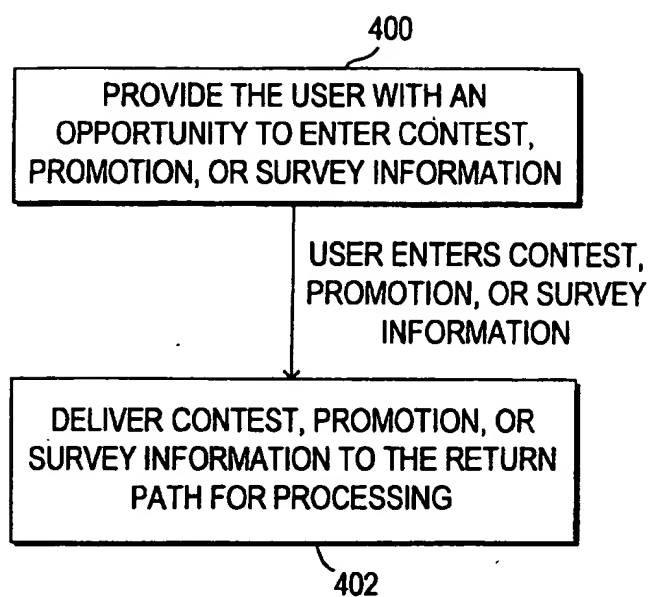 400
PROVIDE THE USER WITH AN
OPPORTUNITY TO ENTER CONTEST,
PROMOTION, OR SURVEY INFORMATION
USER ENTERS CONTEST,
PROMOTION, OR SURVEY
INFORMATION
DELIVER CONTEST, PROMOTION, OR
SURVEY INFORMATION TO THE RETURN
PATH FOR PROCESSING
402